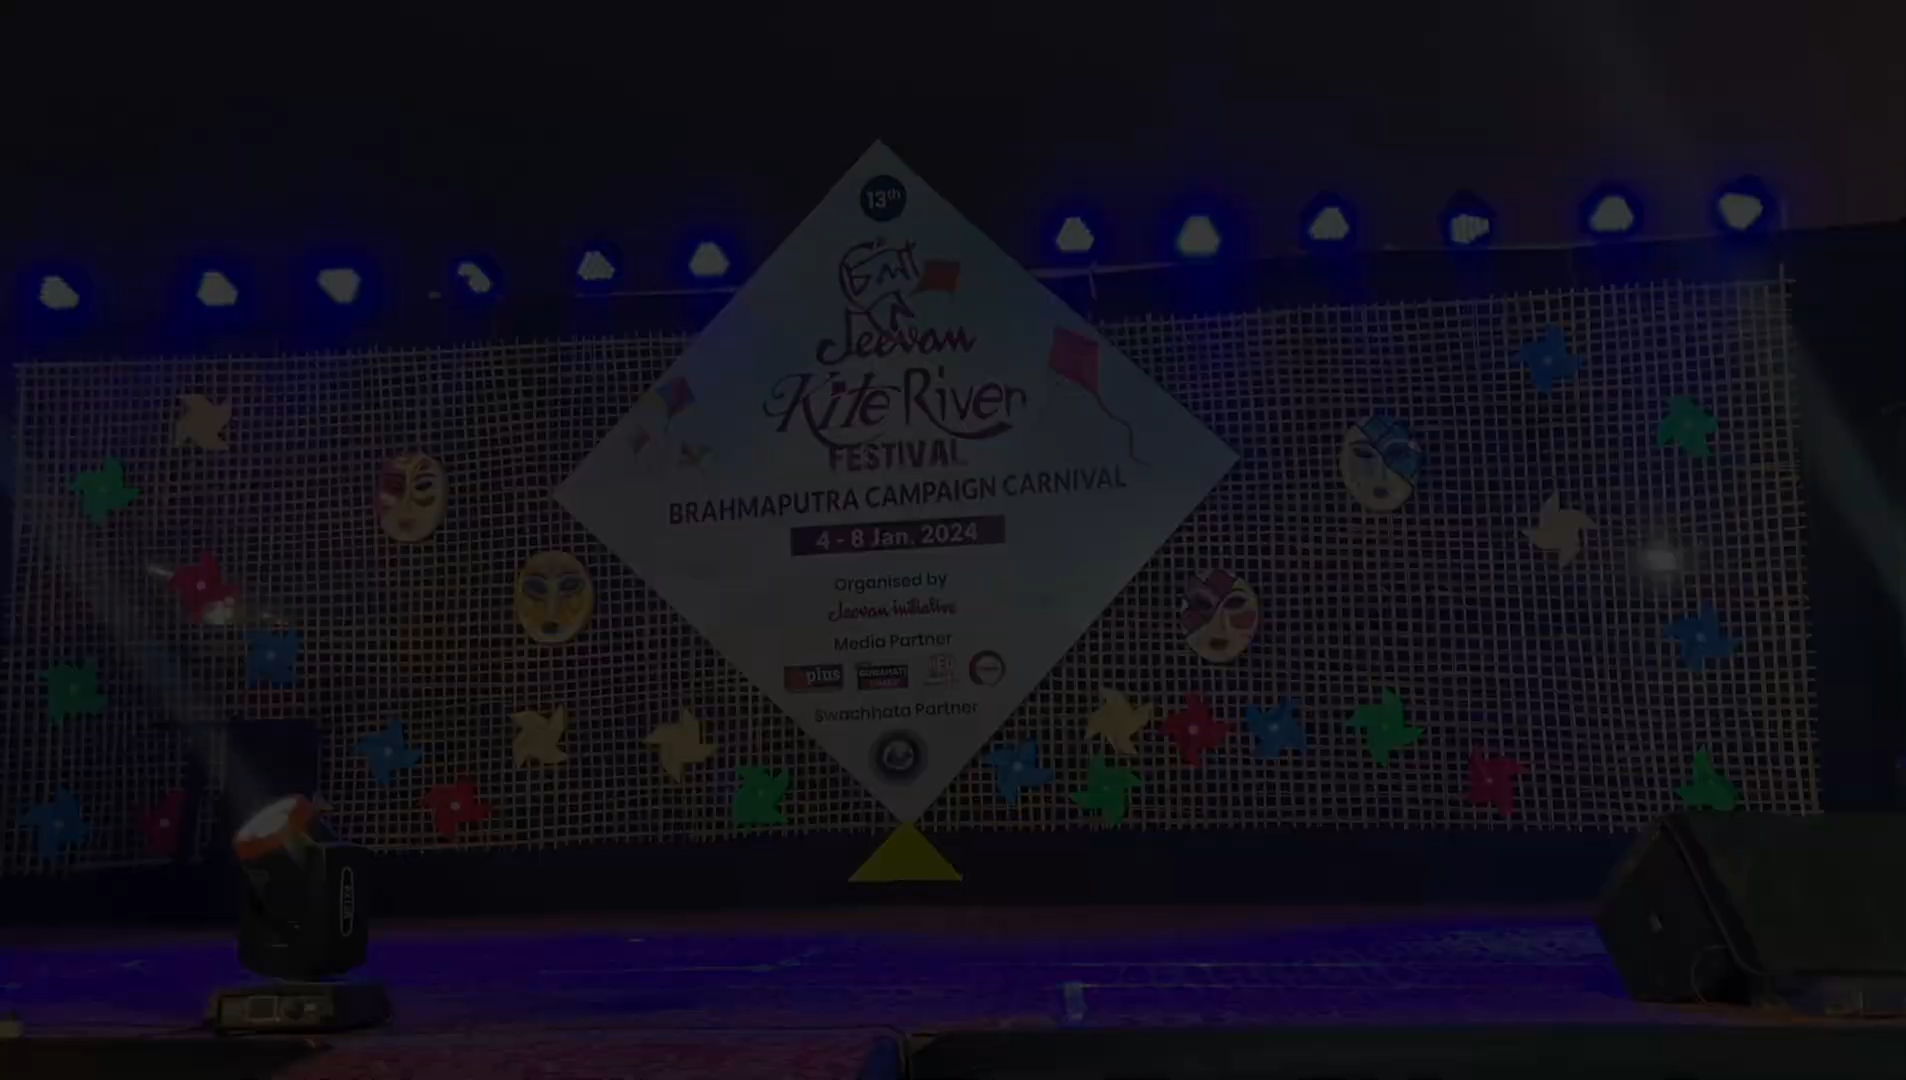 13th
Jeevan
Kite River
FESTIVAL
BRAHMAPUTRA CAMPAIGN CARNIVAL
4 - 8 Jan. 2024
Organised by
Jeevan initiative
Media Partner
plus GUWAHATI
Swachhata Partner